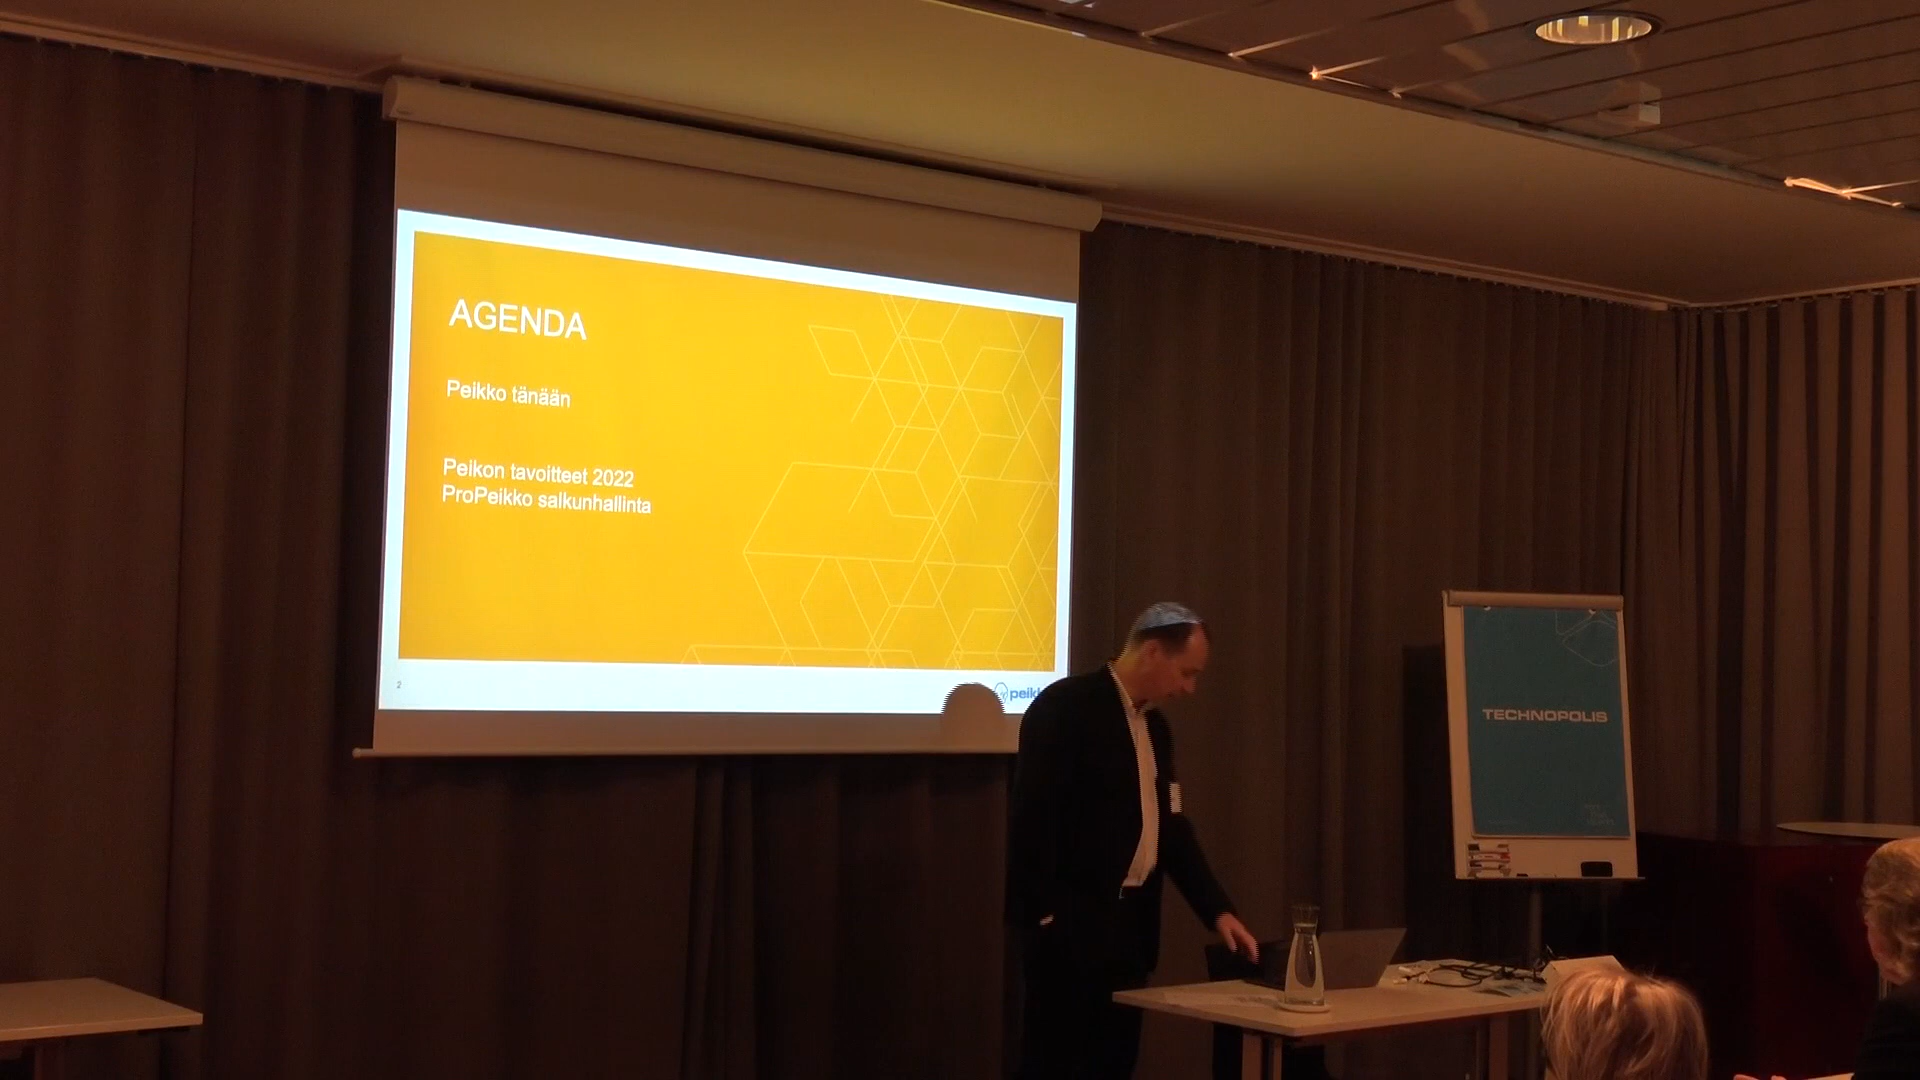 AGENDA
Peikko tänään
Peikon tavoitteet 2022
ProPeikko salkunhallinta
2
TECHNOPOLIS